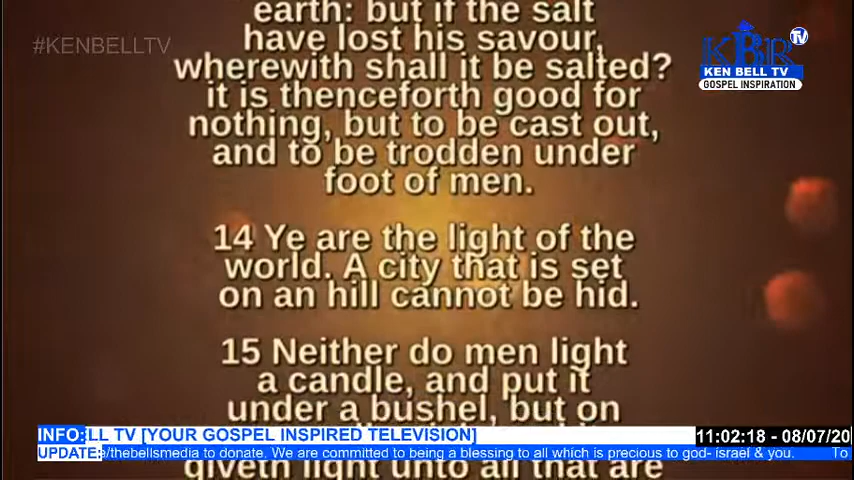 earth: but if the salt
#KENBELLTV
have lost his savour,
wherewith shall it be salted?
it is thenceforth good for
nothing, but to be cast out,
and to be trodden under
foot of men.
KBR TV
KEN BELL TV
GOSPEL INSPIRATION
14 Ye are the light of the
world. A city that is set
on an hill cannot be hid.
15 Neither do men light
a candle, and put it
under a bushel, but on
INFO: LL TV [YOUR GOSPEL INSPIRED TELEVISION]
11:02:18 - 08/07/20
UPDATE: e/thebellsmedia to donate. We are committed to being a blessing to all which is precious to god- israel & you. To
giveth light unto all that are